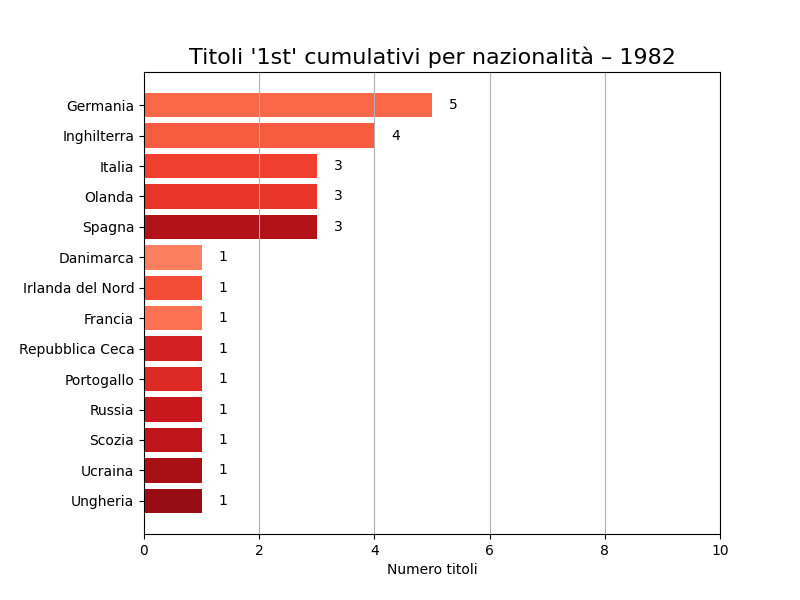 Titoli '1st' cumulativi per nazionalità – 1982
Germania 5
Inghilterra 4
Italia 3
Olanda 3
Spagna 3
Danimarca 1
Irlanda del Nord 1
Francia 1
Repubblica Ceca 1
Portogallo 1
Russia 1
Scozia 1
Ucraina 1
Ungheria 1
0 2 4 6 8 10
Numero titoli